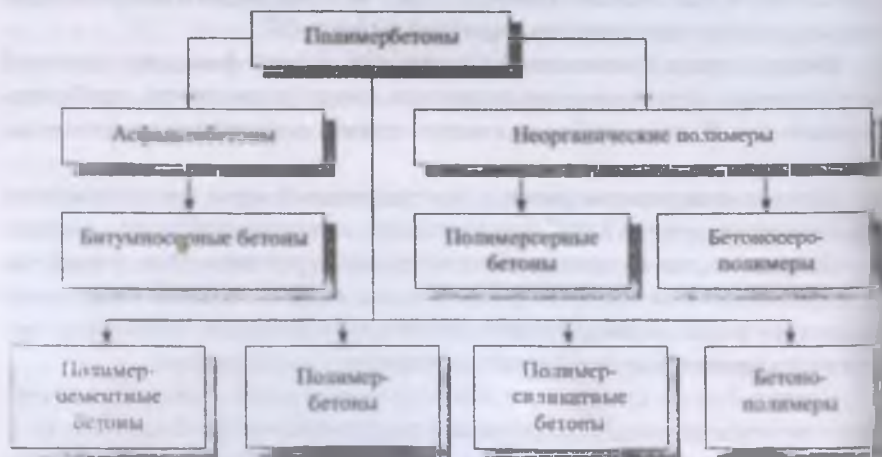 Полимербетоны
Асфальтобетоны
Неорганические полимеры
Битумносерные бетоны
Полимерсерные
бетоны
Бетоносеро-
полимеры
Полимер-
цементные
бетоны
Полимер-
бетоны
Полимер-
силикатные
бетоны
Бетоно-
полимеры